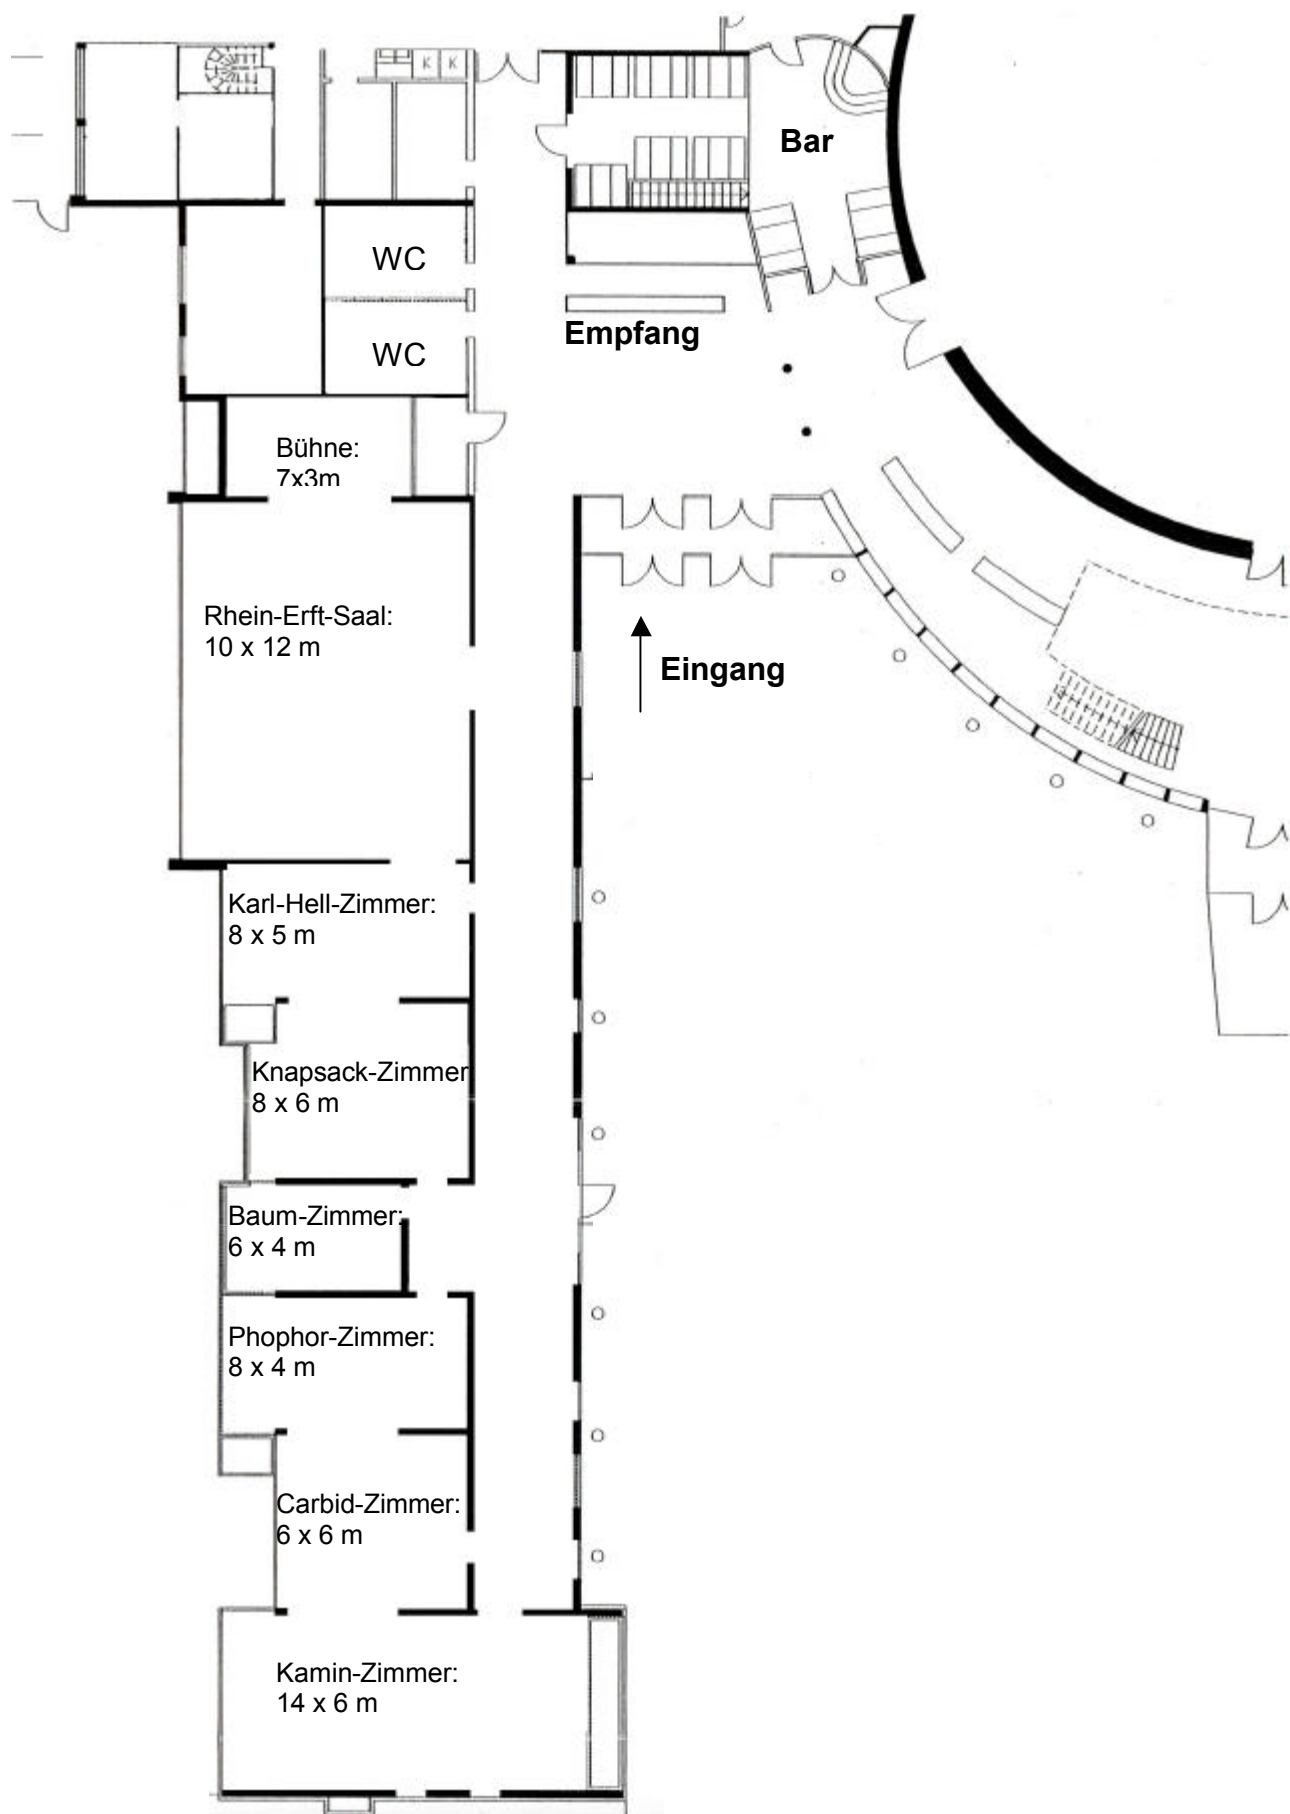 K K
Bar
WC
Empfang
WC
Bühne:
7x3m
Rhein-Erft-Saal:
10 x 12 m
Eingang
Karl-Hell-Zimmer:
8 x 5 m
Knapsack-Zimmer
8 x 6 m
Baum-Zimmer:
6 x 4 m
Phophor-Zimmer:
8 x 4 m
Carbid-Zimmer:
6 x 6 m
Kamin-Zimmer:
14 x 6 m